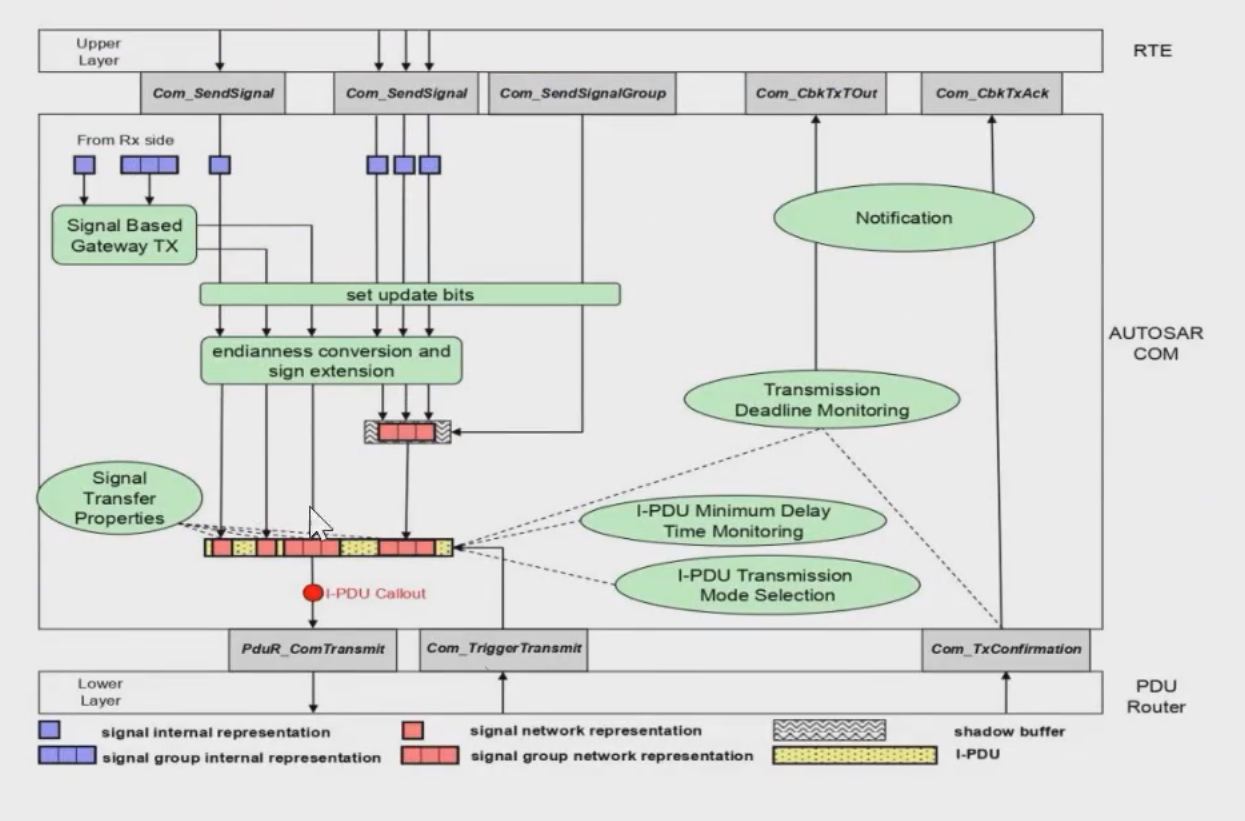 Upper
Layer
RTE
Com_SendSignal
Com_SendSignal
Com_SendSignalGroup
Com_CbkTxTOut
Com_CbkTxAck
From Rx side
Signal Based
Gateway TX
Notification
set update bits
AUTOSAR
COM
endianness conversion and
sign extension
Transmission
Deadline Monitoring
Signal
Transfer
Properties
I-PDU Minimum Delay
Time Monitoring
I-PDU Transmission
Mode Selection
I-PDU Callout
PduR_ComTransmit
Com_TriggerTransmit
Com_TxConfirmation
Lower
Layer
PDU
Router
signal internal representation
signal network representation
shadow buffer
signal group internal representation
signal group network representation
I-PDU